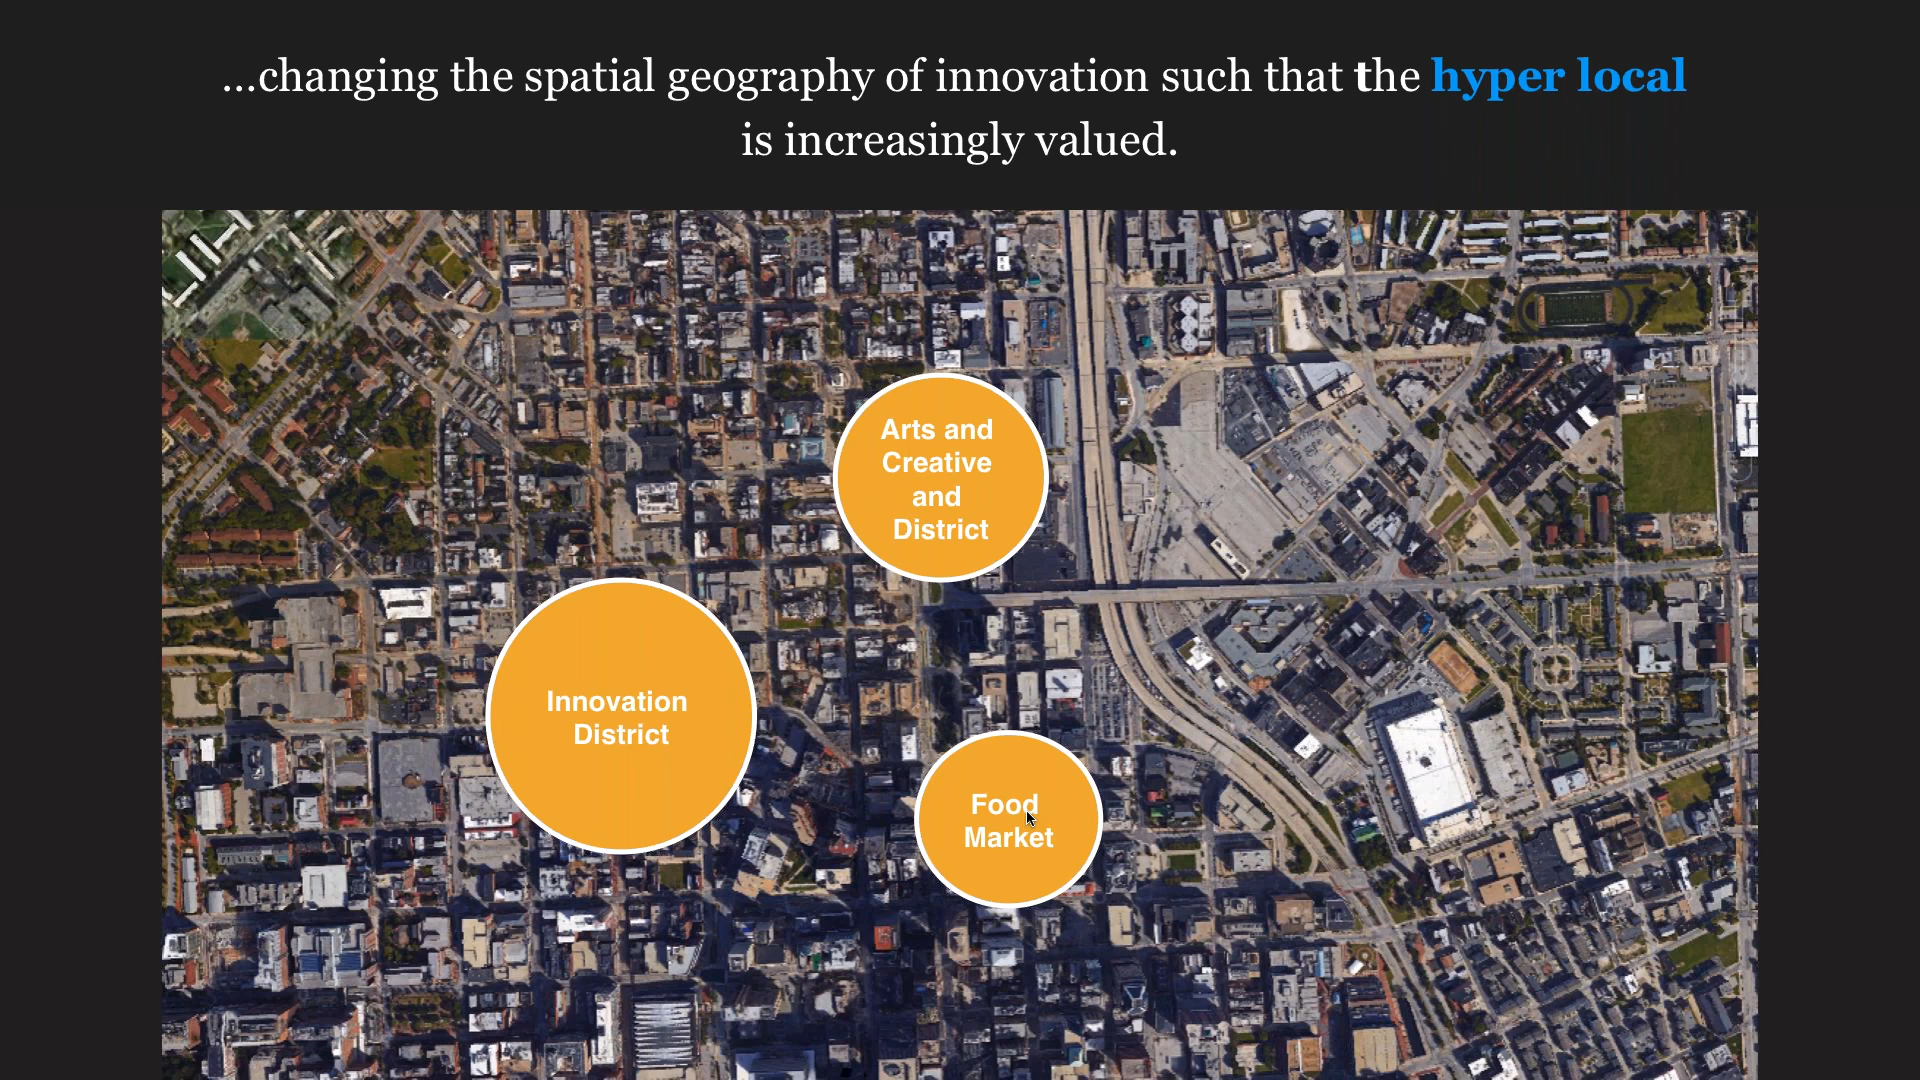 ...changing the spatial geography of innovation such that the hyper local
is increasingly valued.
Arts and
Creative
and
District
Innovation
District
Food
Market